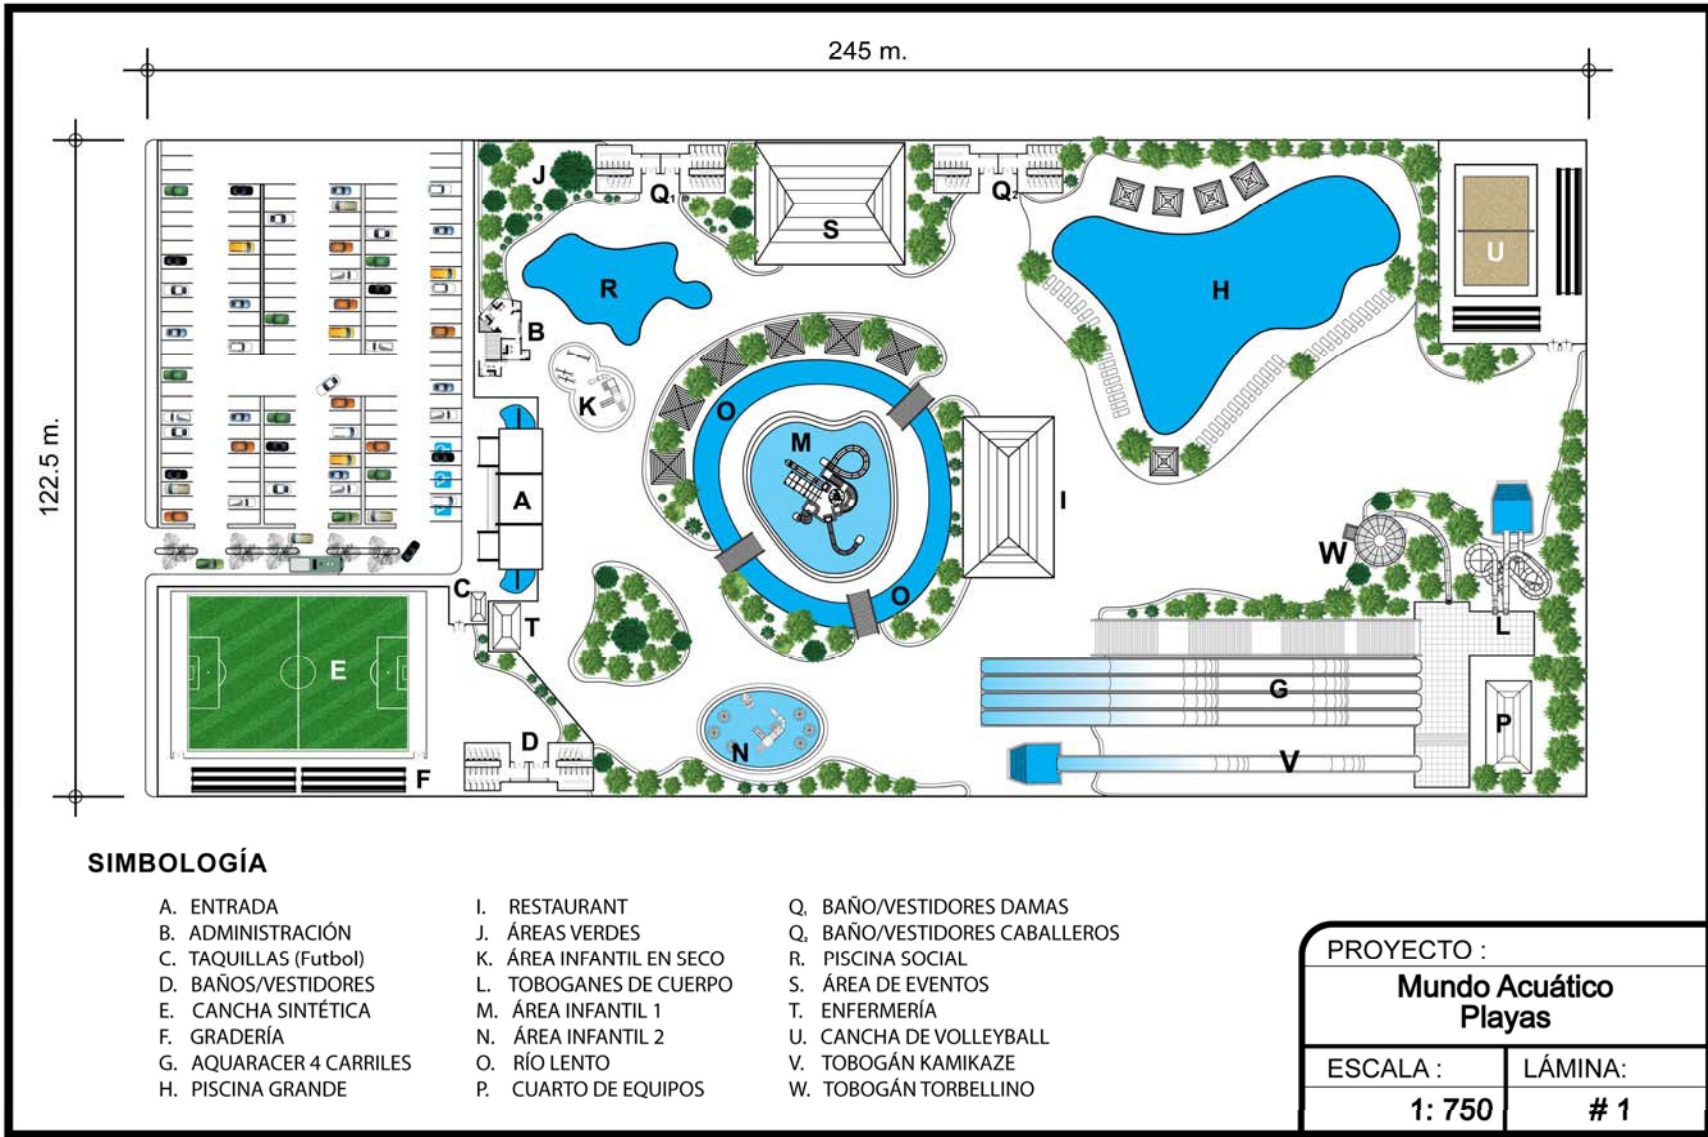 245 m.
122.5 m.
J
Q₁
S
Q₂
U
R
H
B
K
O
M
A
I
W
C
T
O
L
E
G
P
D
N
V
F
SIMBOLOGÍA
A. ENTRADA
B. ADMINISTRACIÓN
C. TAQUILLAS (Futbol)
D. BAÑOS/VESTIDORES
E. CANCHA SINTÉTICA
F. GRADERÍA
G. AQUARACER 4 CARRILES
H. PISCINA GRANDE
I. RESTAURANT
J. ÁREAS VERDES
K. ÁREA INFANTIL EN SECO
L. TOBOGANES DE CUERPO
M. ÁREA INFANTIL 1
N. ÁREA INFANTIL 2
O. RÍO LENTO
P. CUARTO DE EQUIPOS
Q₁ BAÑO/VESTIDORES DAMAS
Q₂ BAÑO/VESTIDORES CABALLEROS
R. PISCINA SOCIAL
S. ÁREA DE EVENTOS
T. ENFERMERÍA
U. CANCHA DE VOLLEYBALL
V. TOBOGÁN KAMIKAZE
W. TOBOGÁN TORBELLINO
PROYECTO :
Mundo Acuático
Playas
ESCALA :
1: 750
LÁMINA:
# 1